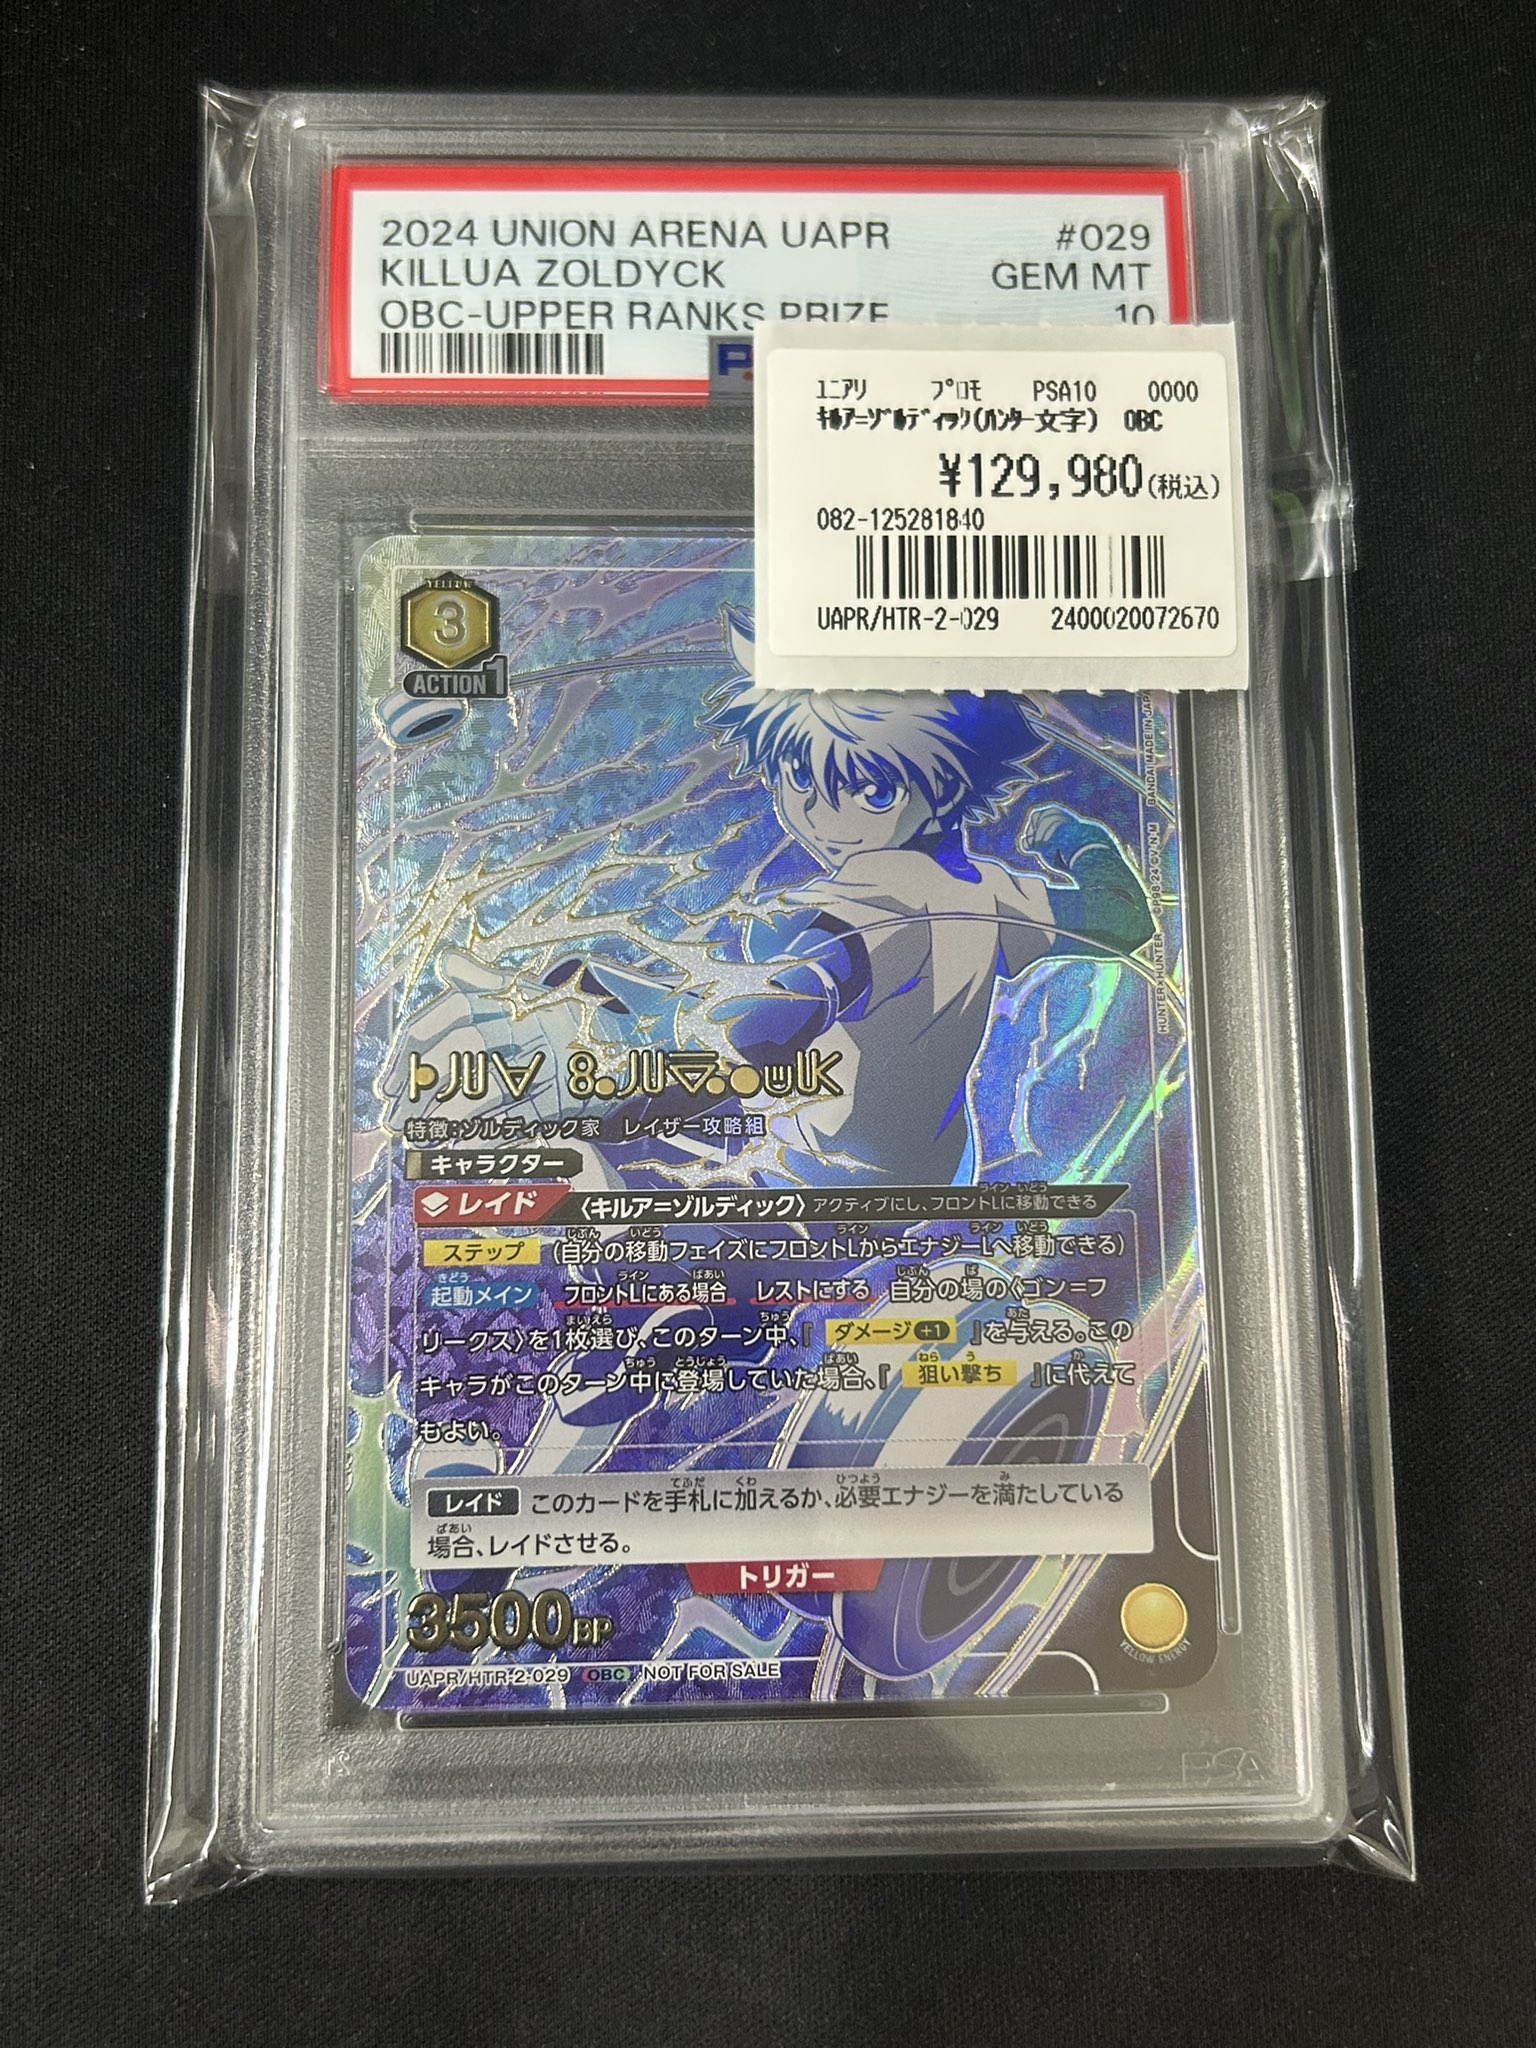 2024 UNION ARENA UAPR #029
KILLUA ZOLDYCK GEM MT
OBC-UPPER RANKS PRIZE 10
ﾕﾆｱﾘ ﾌﾟﾛﾓ PSA10 0000
ｷﾙｱ=ｿﾞﾙﾃﾞｨｯｸ(ﾊﾝﾀｰ文字) OBC
¥129,980(税込)
082-125281840
UAPR/HTR-2-029 2400020072670
YELLOW
3
ACTION 1
HUNTER×HUNTER ©P98-24 CV･N･M BANDAI MADE IN JAPAN
特徴:ゾルディック家 レイザー攻略組
キャラクター
レイド 〈キルア=ゾルディック〉 アクティブにし、フロントLに移動できる
ステップ (自分の移動フェイズにフロントLからエナジーLへ移動できる)
起動メイン フロントLにある場合 レストにする 自分の場の〈ゴン=フ
リークス〉を1枚選び、このターン中、『 ダメージ+1 』を与える。この
キャラがこのターン中に登場していた場合、『 狙い撃ち 』に代えて
もよい。
レイド このカードを手札に加えるか、必要エナジーを満たしている
場合、レイドさせる。
トリガー
3500BP
YELLOW ENERGY
UAPR/HTR-2-029 OBC NOT FOR SALE
PSA